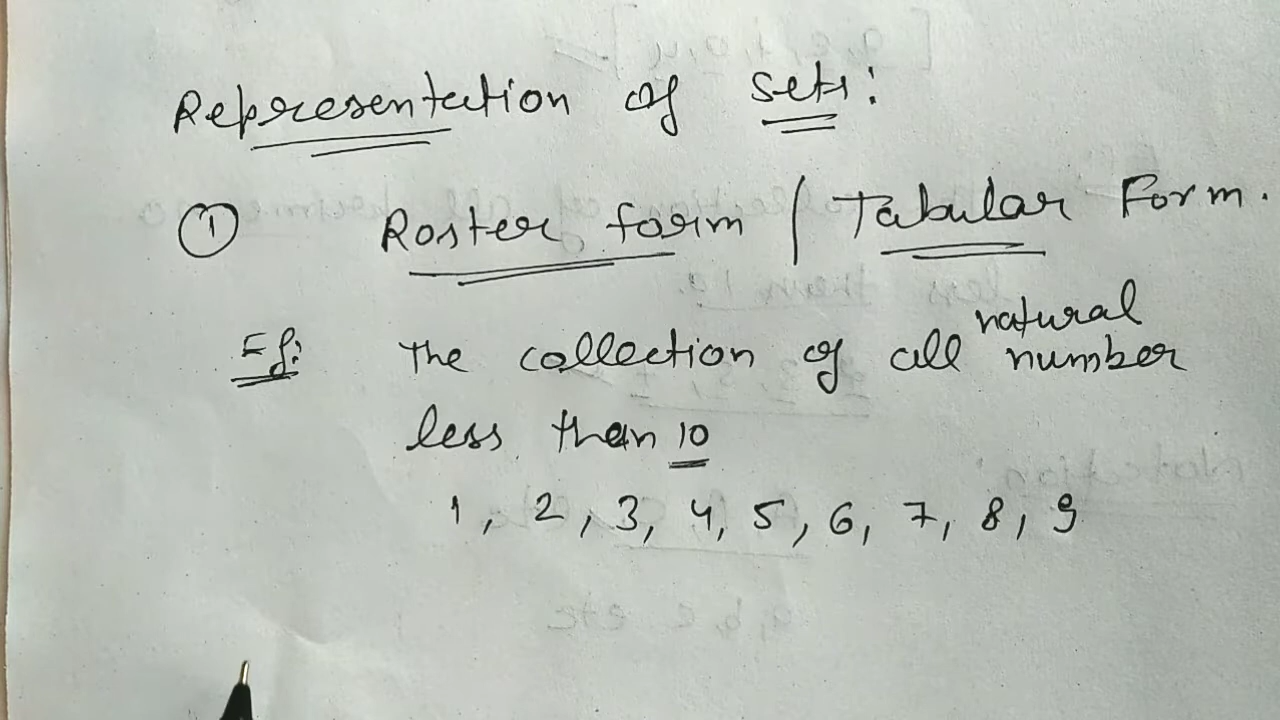 Representation of sets:
① Roster form / Tabular Form.
Eg: The collection of all natural number
less than 10
1, 2, 3, 4, 5, 6, 7, 8, 9